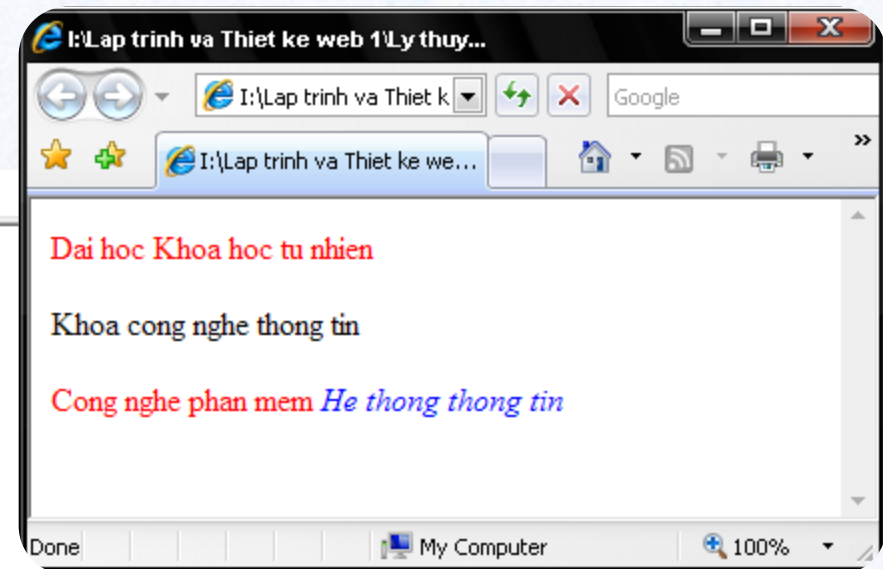 I:\Lap trinh va Thiet ke web 1\Ly thuy...
I:\Lap trinh va Thiet k
Google
I:\Lap trinh va Thiet ke we...
»
Dai hoc Khoa hoc tu nhien
Khoa cong nghe thong tin
Cong nghe phan mem He thong thong tin
Done
My Computer
100%